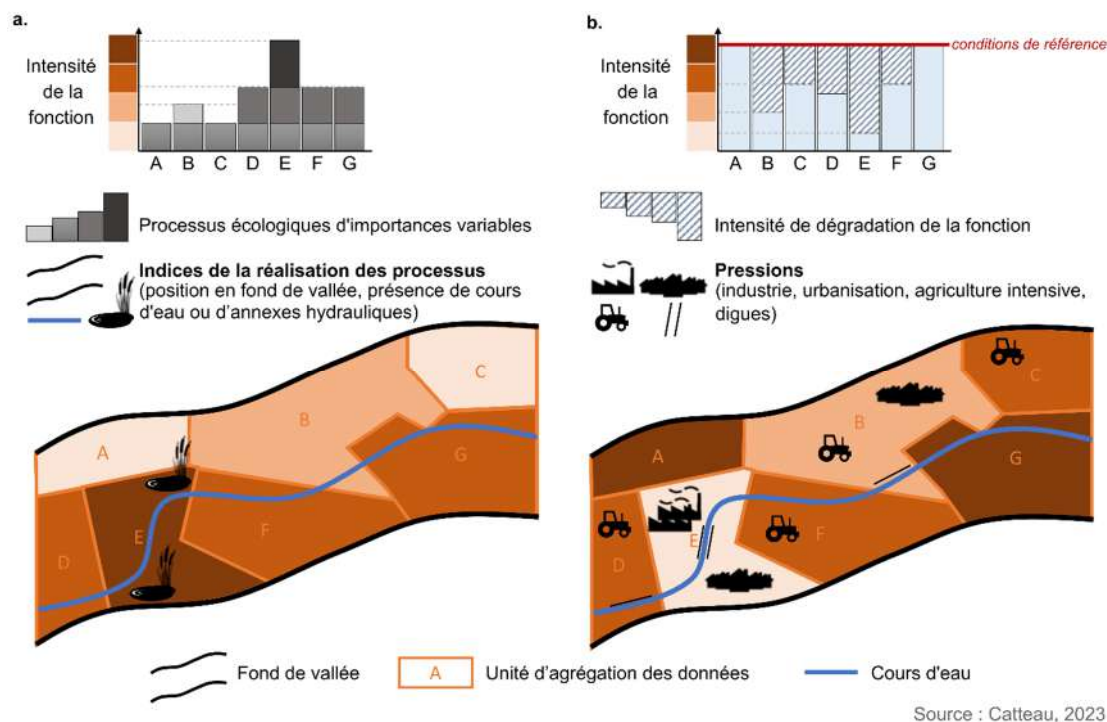 a.
Intensité
de la
fonction
A B C D E F G
Processus écologiques d'importances variables
Indices de la réalisation des processus
(position en fond de vallée, présence de cours
d'eau ou d’annexes hydrauliques)
A
B
C
D
E
F
G
b.
conditions de référence
Intensité
de la
fonction
A B C D E F G
Intensité de dégradation de la fonction
Pressions
(industrie, urbanisation, agriculture intensive,
digues)
A
B
C
D
E
F
G
Fond de vallée
A
Unité d’agrégation des données
Cours d'eau
Source : Catteau, 2023